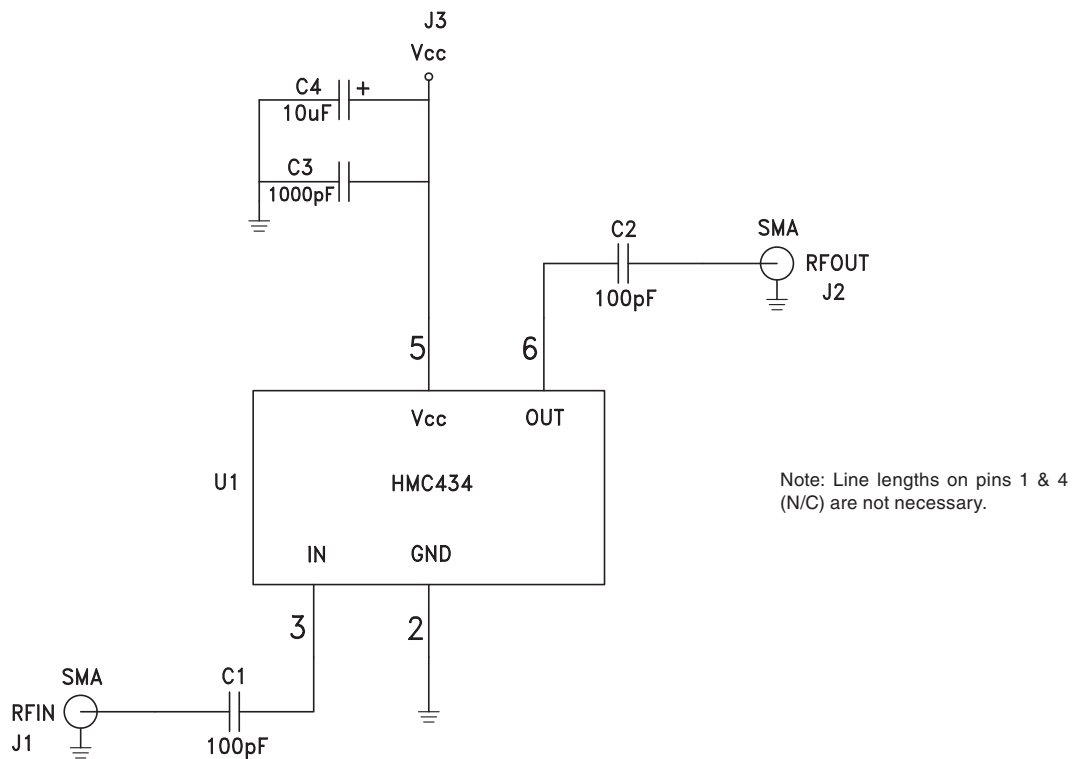 J3
Vcc
C4
+
10uF
C3
1000pF
C2
100pF
SMA
RFOUT
J2
5
6
Vcc
OUT
U1
HMC434
Note: Line lengths on pins 1 & 4
(N/C) are not necessary.
IN
GND
3
2
SMA
RFIN
J1
C1
100pF